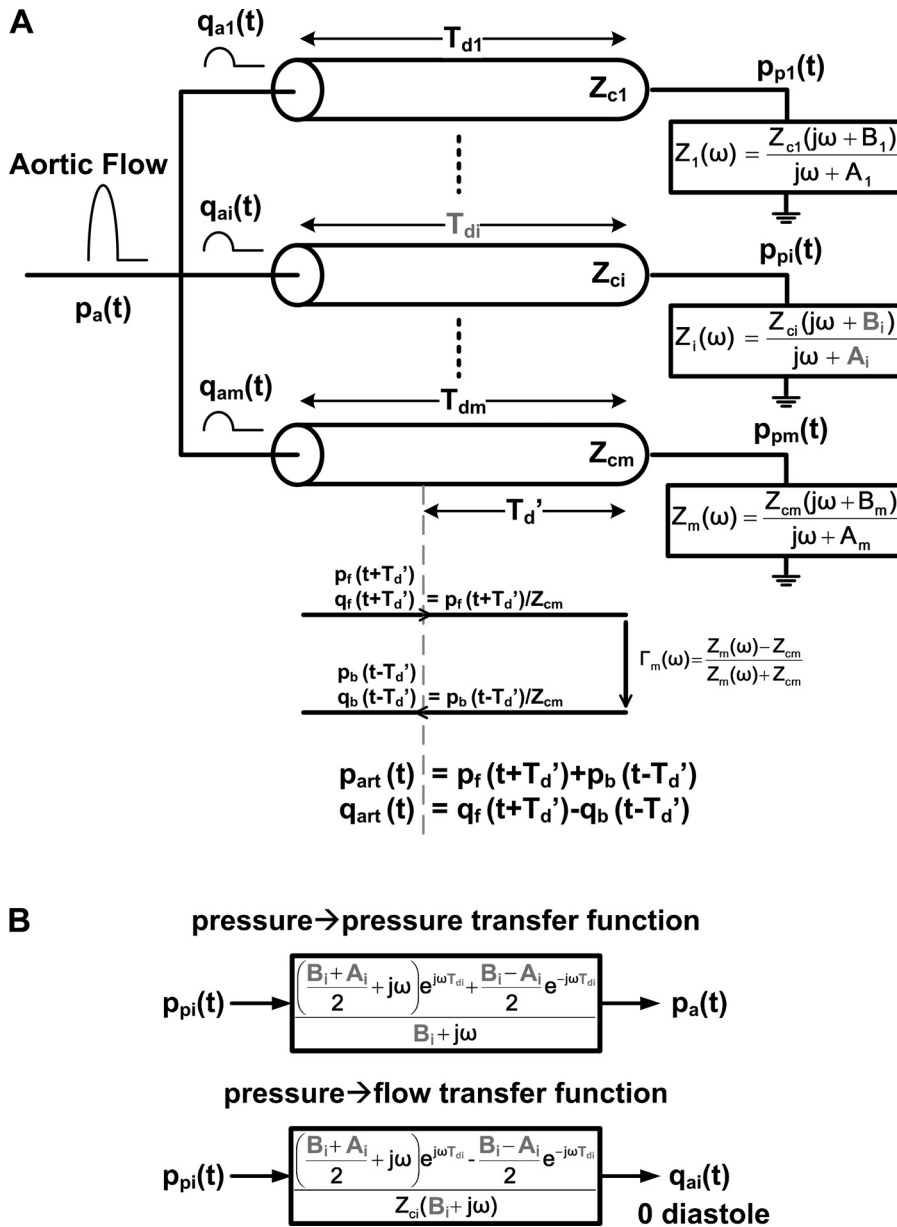 A
q_a1(t)
T_d1
Z_c1
p_p1(t)
Z_1(ω) = Z_c1(jω + B_1) / jω + A_1
Aortic Flow
p_a(t)
q_ai(t)
T_di
Z_ci
p_pi(t)
Z_i(ω) = Z_ci(jω + B_i) / jω + A_i
q_am(t)
T_dm
Z_cm
p_pm(t)
Z_m(ω) = Z_cm(jω + B_m) / jω + A_m
T_d'
p_f(t+T_d')
q_f(t+T_d') = p_f(t+T_d')/Z_cm
Γ_m(ω) = Z_m(ω)−Z_cm / Z_m(ω)+Z_cm
p_b(t-T_d')
q_b(t-T_d') = p_b(t-T_d')/Z_cm
p_art(t) = p_f(t+T_d')+p_b(t-T_d')
q_art(t) = q_f(t+T_d')-q_b(t-T_d')
B
pressure→pressure transfer function
p_pi(t)
(B_i + A_i / 2 + jω) e^jωT_di + B_i − A_i / 2 e^-jωT_di
B_i + jω
p_a(t)
pressure→flow transfer function
p_pi(t)
(B_i + A_i / 2 + jω) e^jωT_di - B_i − A_i / 2 e^-jωT_di
Z_ci(B_i + jω)
q_ai(t)
0 diastole